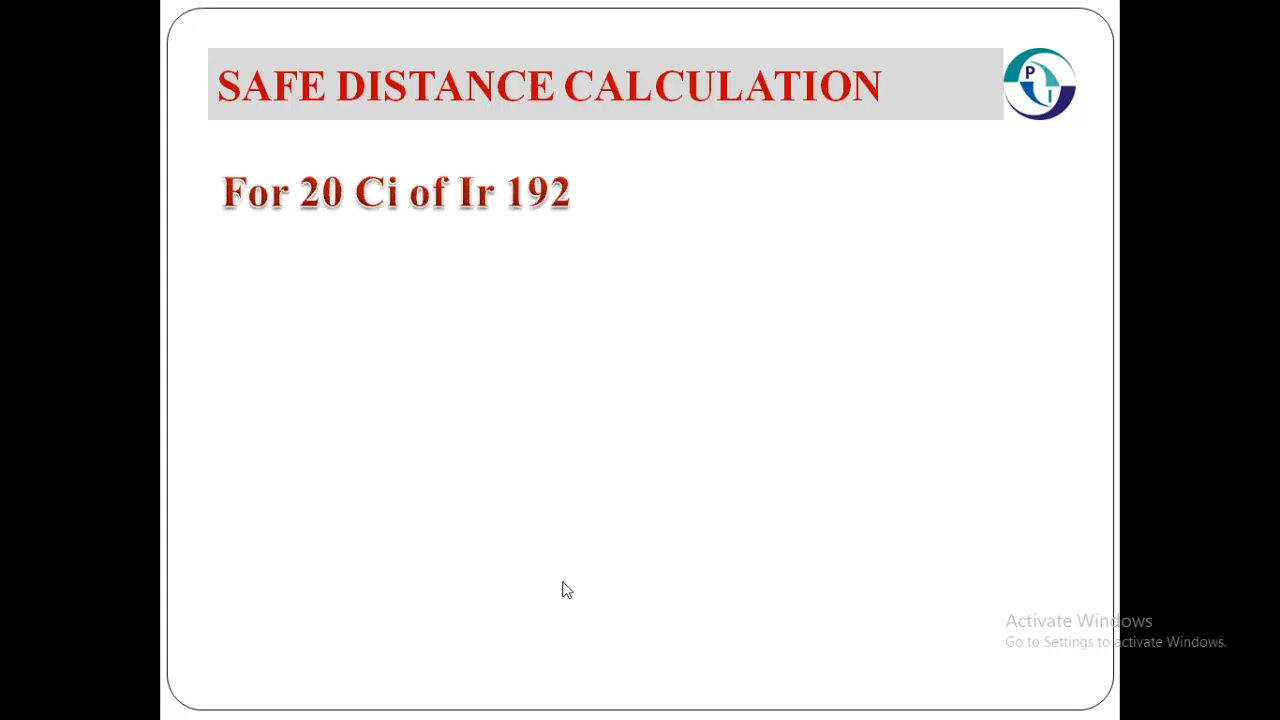 SAFE DISTANCE CALCULATION
P
I
For 20 Ci of Ir 192
Activate Windows
Go to Settings to activate Windows.